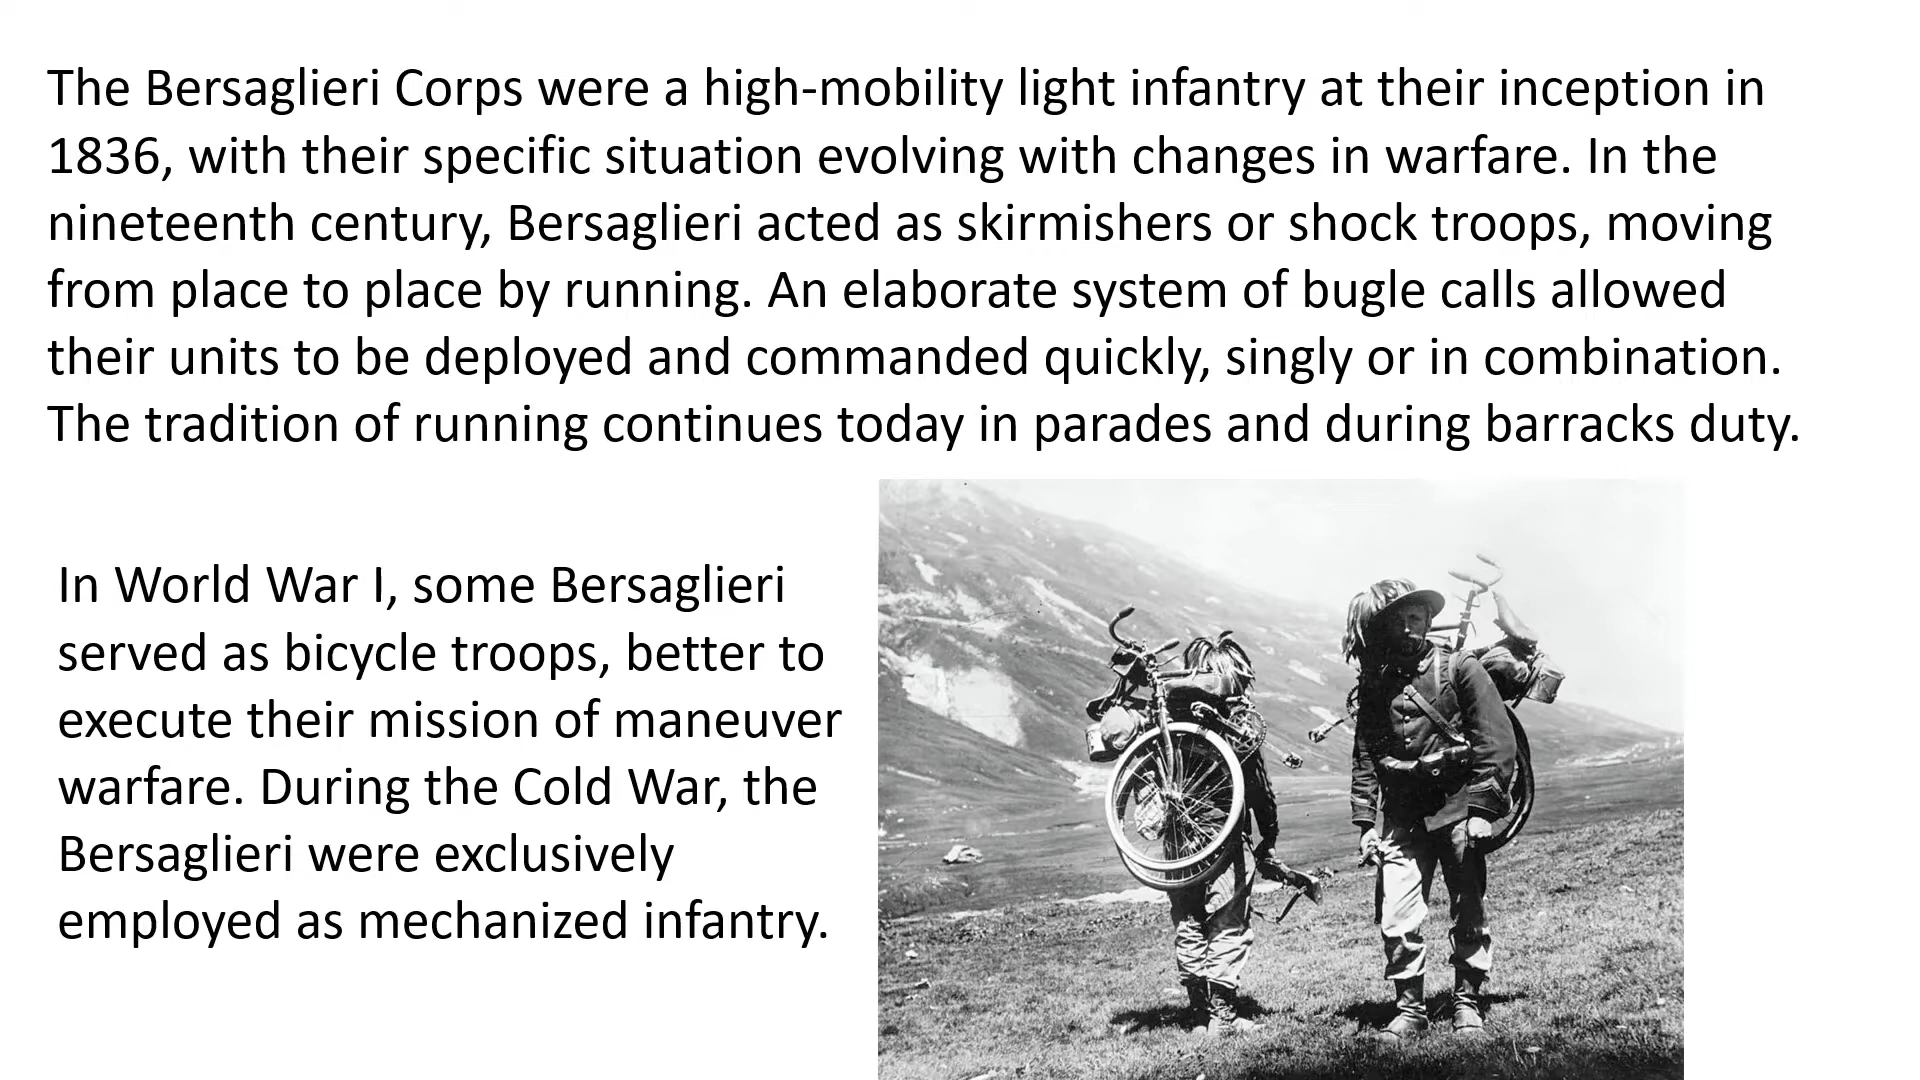 The Bersaglieri Corps were a high-mobility light infantry at their inception in
1836, with their specific situation evolving with changes in warfare. In the
nineteenth century, Bersaglieri acted as skirmishers or shock troops, moving
from place to place by running. An elaborate system of bugle calls allowed
their units to be deployed and commanded quickly, singly or in combination.
The tradition of running continues today in parades and during barracks duty.
In World War I, some Bersaglieri
served as bicycle troops, better to
execute their mission of maneuver
warfare. During the Cold War, the
Bersaglieri were exclusively
employed as mechanized infantry.